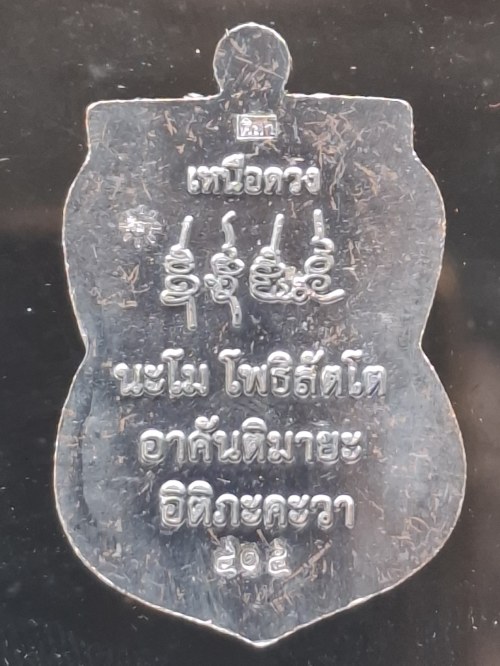 เหนือดวง
นะโม โพธิสัตโต
อาคันติมายะ
อิติภะคะวา
๕๑๕